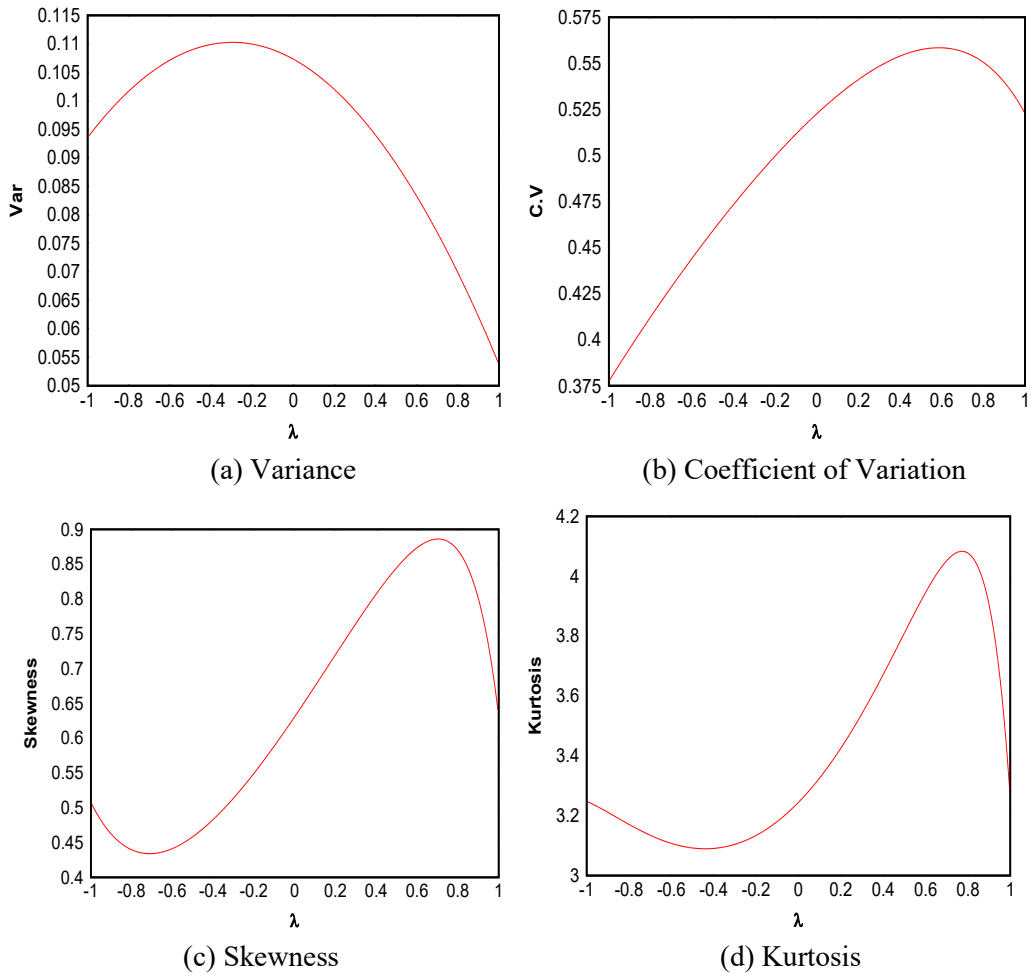 0.115
0.11
0.105
0.1
0.095
0.09
0.085
0.08
0.075
0.07
0.065
0.06
0.055
0.05
Var
-1 -0.8 -0.6 -0.4 -0.2 0 0.2 0.4 0.6 0.8 1
λ
(a) Variance
0.575
0.55
0.525
0.5
0.475
0.45
0.425
0.4
0.375
C.V
-1 -0.8 -0.6 -0.4 -0.2 0 0.2 0.4 0.6 0.8 1
λ
(b) Coefficient of Variation
0.9
0.85
0.8
0.75
0.7
0.65
0.6
0.55
0.5
0.45
0.4
Skewness
-1 -0.8 -0.6 -0.4 -0.2 0 0.2 0.4 0.6 0.8 1
λ
(c) Skewness
4.2
4
3.8
3.6
3.4
3.2
3
Kurtosis
-1 -0.8 -0.6 -0.4 -0.2 0 0.2 0.4 0.6 0.8 1
λ
(d) Kurtosis